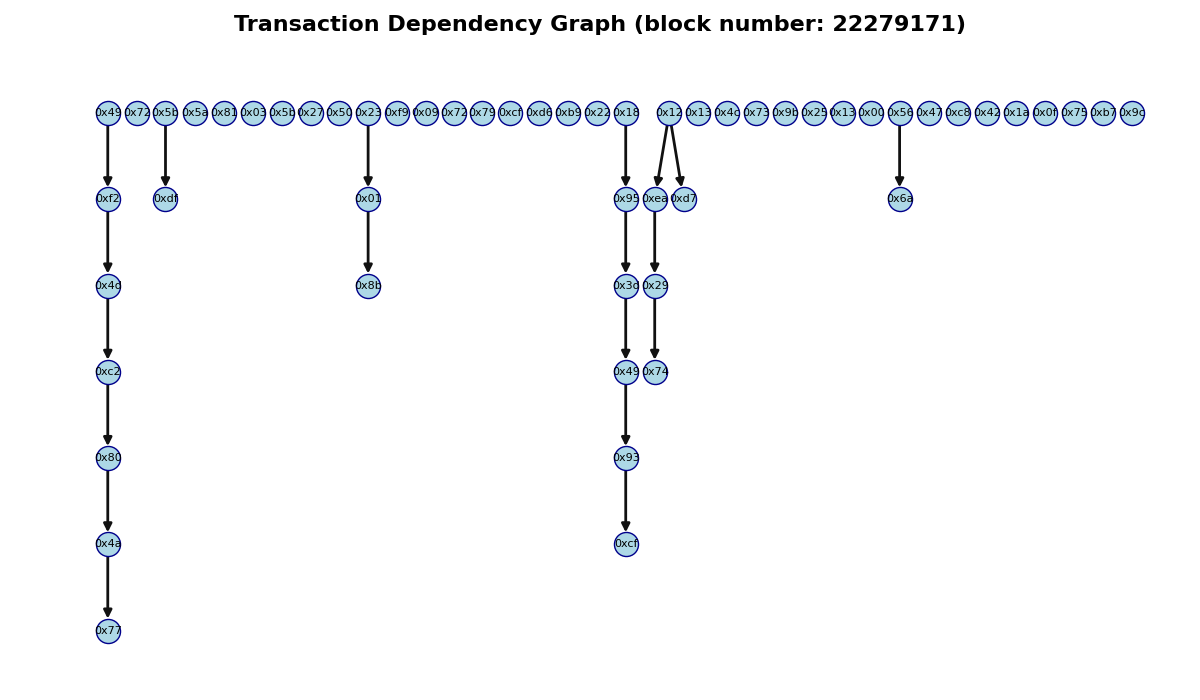 Transaction Dependency Graph (block number: 22279171)
0x49 0x72 0x5b 0x5a 0x81 0x03 0x5b 0x27 0x50 0x23 0xf9 0x09 0x72 0x79 0xcf 0xd6 0xb9 0x22 0x18 0x12 0x13 0x4c 0x73 0x9b 0x25 0x13 0x00 0x56 0x47 0xc8 0x42 0x1a 0x0f 0x75 0xb7 0x9c
0xf2 0xdf 0x01 0x95 0xea 0xd7 0x6a
0x4d 0x8b 0x3d 0x29
0xc2 0x49 0x74
0x80 0x93
0x4a 0xcf
0x77